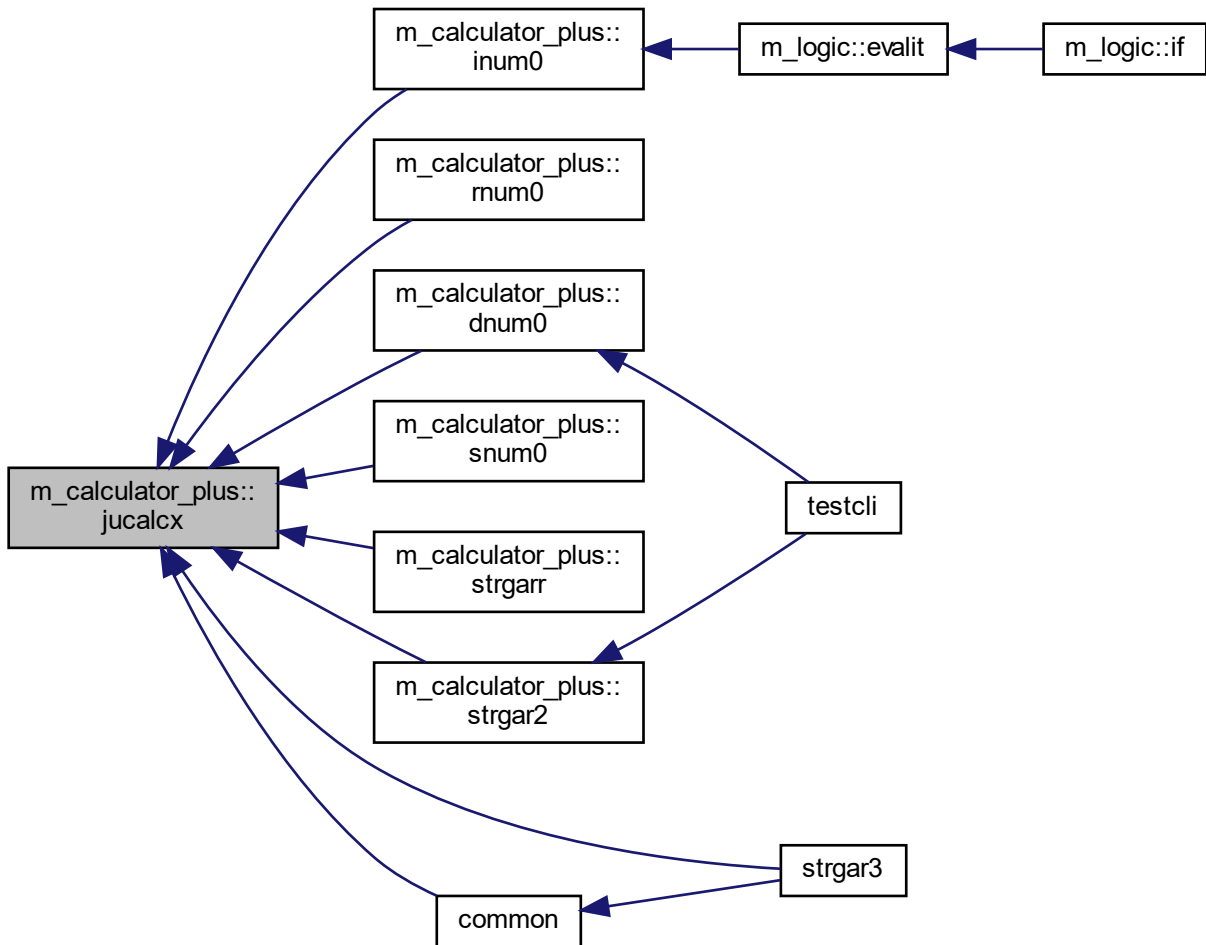 m_calculator_plus::
inum0
m_logic::evalit
m_logic::if
m_calculator_plus::
rnum0
m_calculator_plus::
dnum0
m_calculator_plus::
snum0
m_calculator_plus::
jucalcx
testcli
m_calculator_plus::
strgarr
m_calculator_plus::
strgar2
strgar3
common